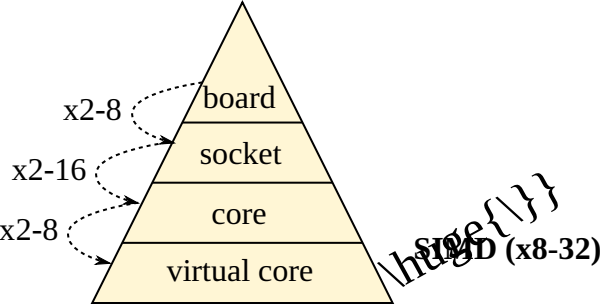 board
x2-8
socket
x2-16
core
x2-8
virtual core
\huge{\}}
SIMD (x8-32)